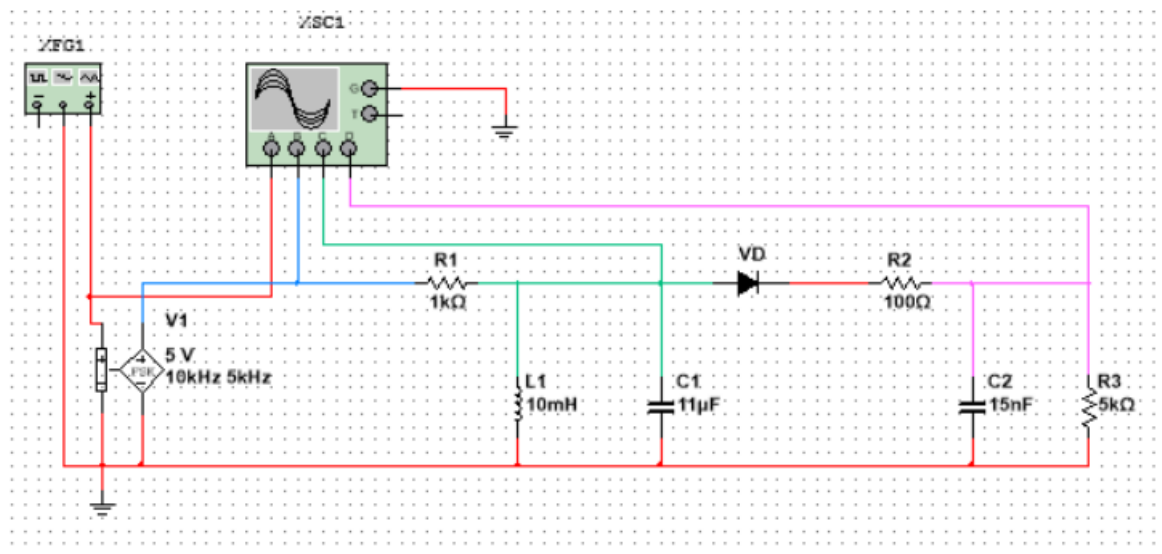 XSC1
XFG1
G
T
A B C D
R1
1kΩ
VD
R2
100Ω
V1
5 V
10kHz 5kHz
FSK
L1
10mH
C1
11µF
C2
15nF
R3
5kΩ